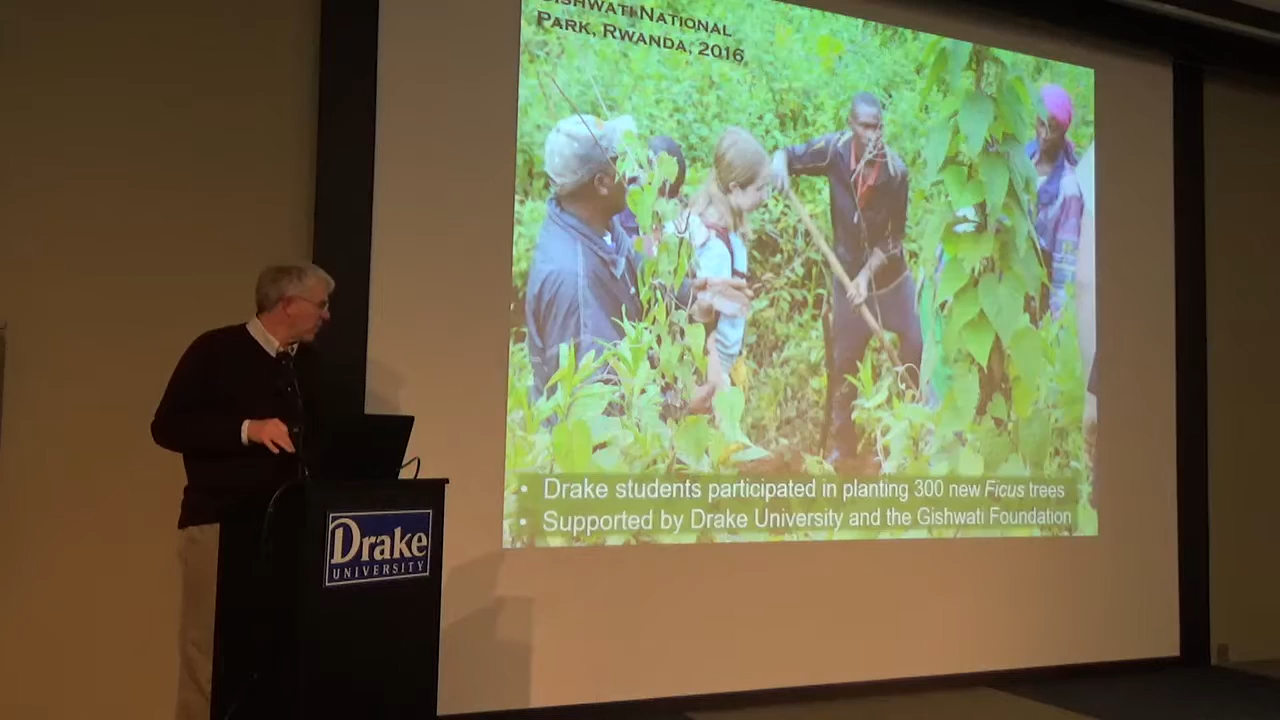 Gishwati National
Park, Rwanda, 2016
• Drake students participated in planting 300 new Ficus trees
• Supported by Drake University and the Gishwati Foundation
Drake
UNIVERSITY